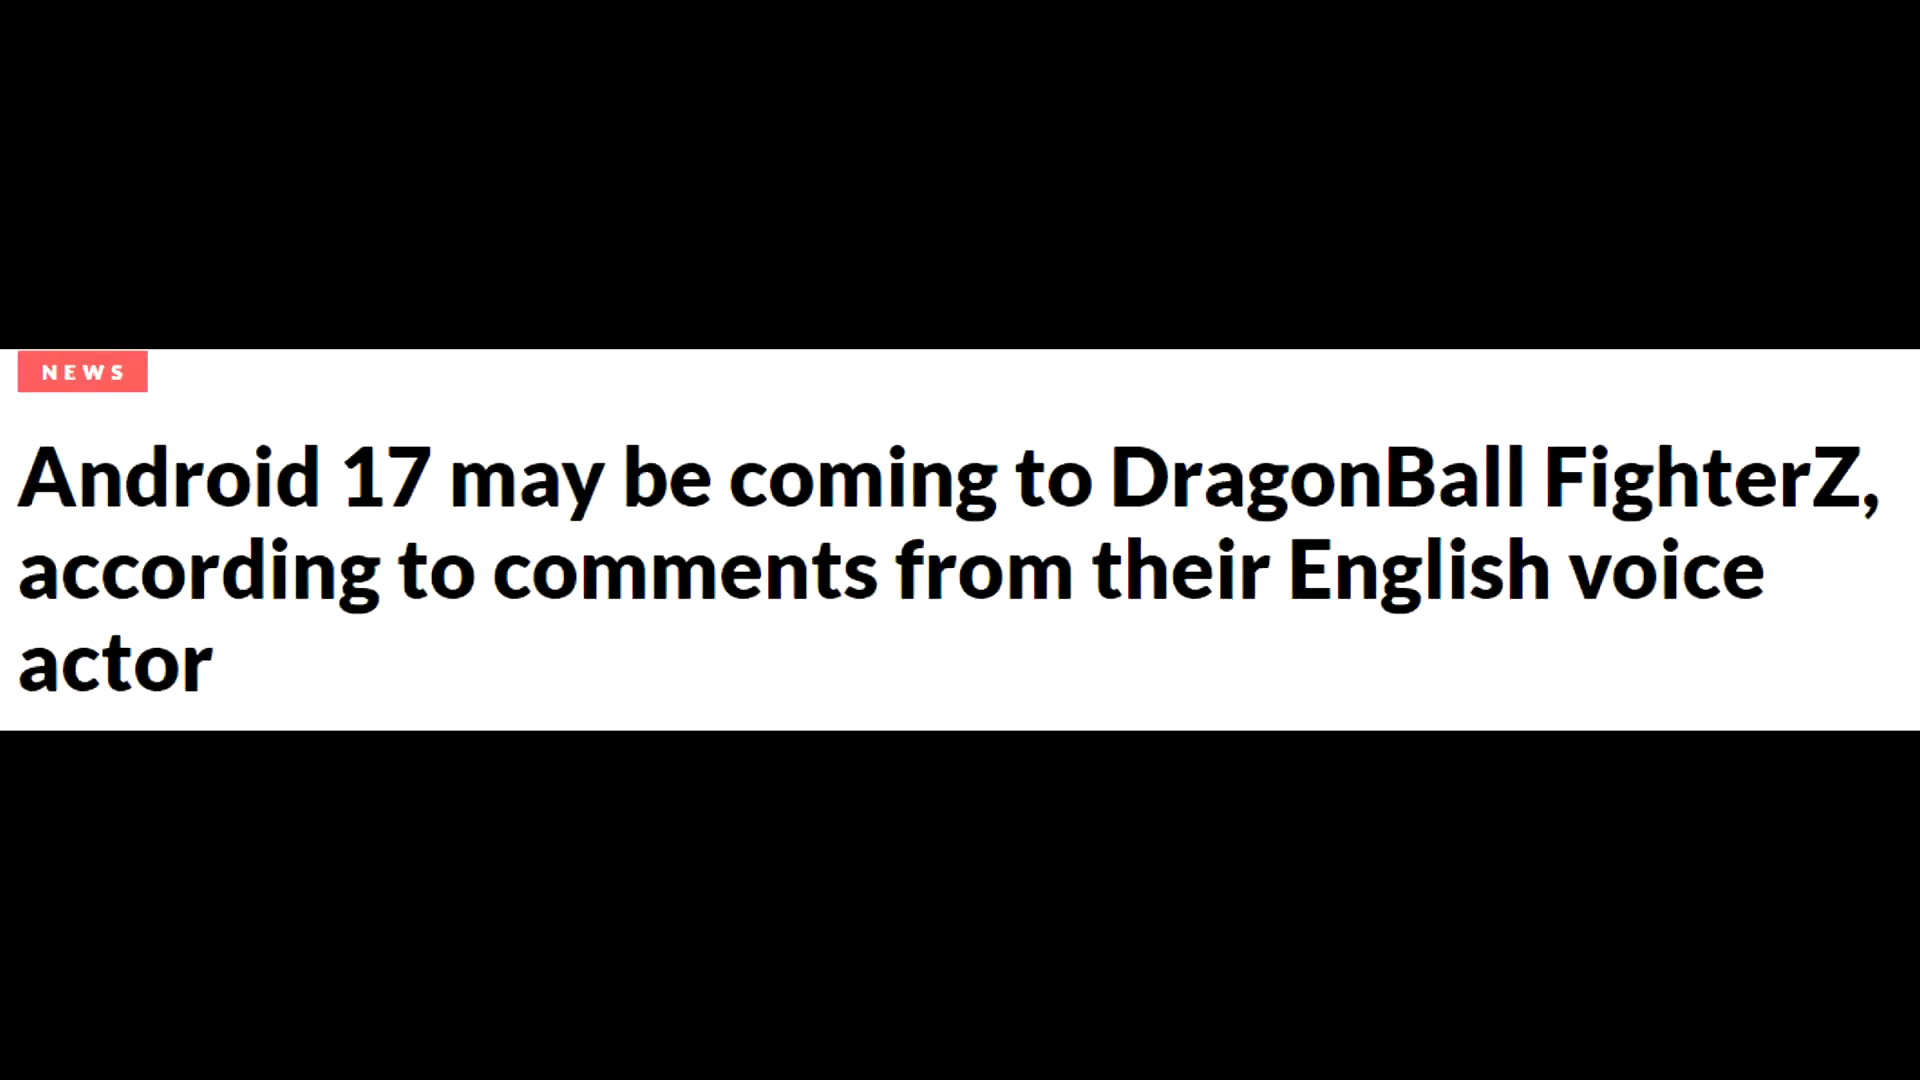 NEWS
Android 17 may be coming to DragonBall FighterZ,
according to comments from their English voice
actor